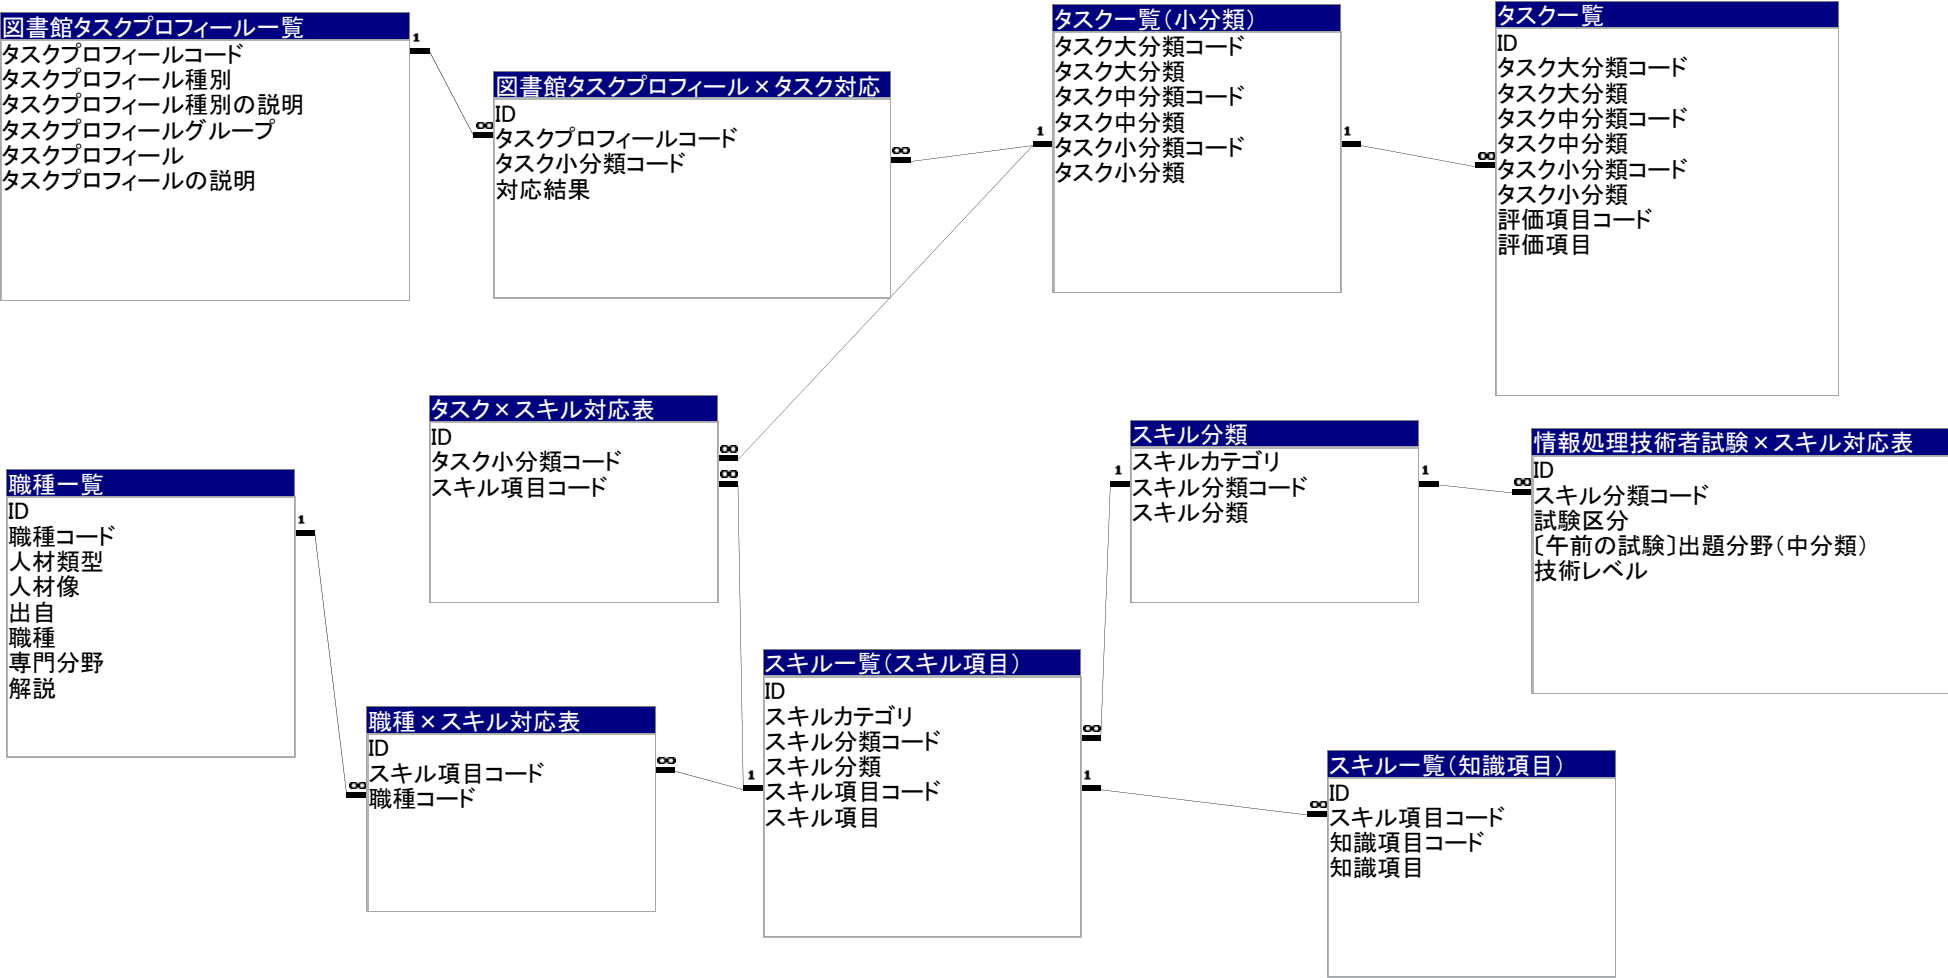 図書館タスクプロフィール一覧
タスクプロフィールコード
タスクプロフィール種別
タスクプロフィール種別の説明
タスクプロフィールグループ
タスクプロフィール
タスクプロフィールの説明
1
∞
図書館タスクプロフィール×タスク対応
ID
タスクプロフィールコード
タスク小分類コード
対応結果
∞
1
タスク一覧(小分類)
タスク大分類コード
タスク大分類
タスク中分類コード
タスク中分類
タスク小分類コード
タスク小分類
1
∞
タスク一覧
ID
タスク大分類コード
タスク大分類
タスク中分類コード
タスク中分類
タスク小分類コード
タスク小分類
評価項目コード
評価項目
タスク×スキル対応表
ID
タスク小分類コード
スキル項目コード
∞
∞
職種一覧
ID
職種コード
人材類型
人材像
出自
職種
専門分野
解説
1
∞
職種×スキル対応表
ID
スキル項目コード
職種コード
∞
1
スキル一覧(スキル項目)
ID
スキルカテゴリ
スキル分類コード
スキル分類
スキル項目コード
スキル項目
∞
1
1
スキル分類
スキルカテゴリ
スキル分類コード
スキル分類
1
∞
情報処理技術者試験×スキル対応表
ID
スキル分類コード
試験区分
〔午前の試験〕出題分野(中分類)
技術レベル
∞
スキル一覧(知識項目)
ID
スキル項目コード
知識項目コード
知識項目